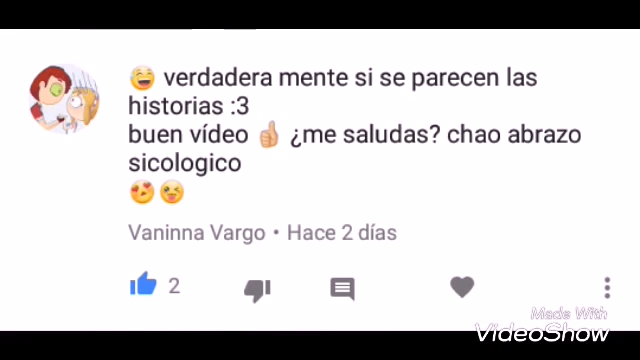 😅 verdadera mente si se parecen las
historias :3
buen vídeo 👍 ¿me saludas? chao abrazo
sicologico
😍😜
Vaninna Vargo • Hace 2 días
2
Made With
VideoShow